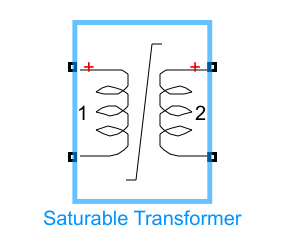 + +
1 2
Saturable Transformer